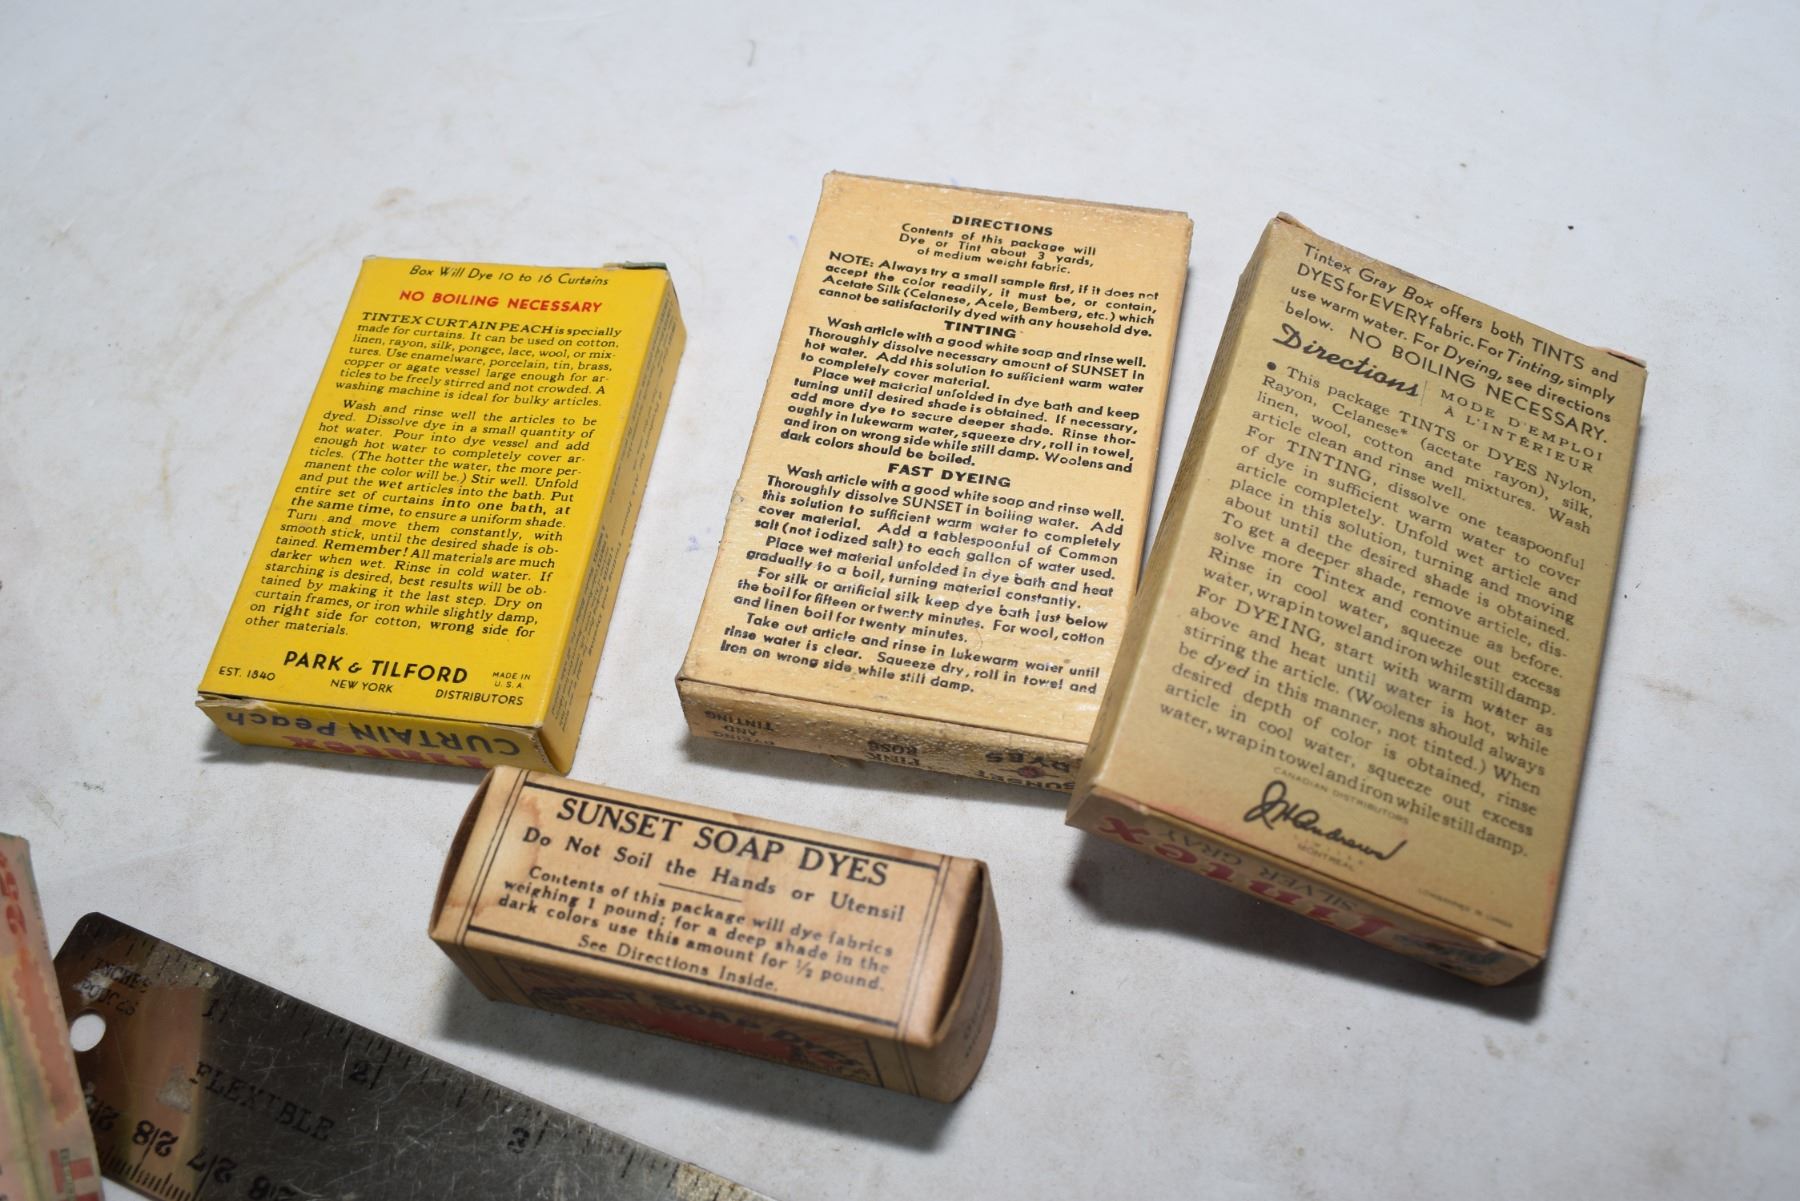 Box Will Dye 10 to 16 Curtains
NO BOILING NECESSARY
TINTEX CURTAIN PEACH is specially
made for curtains. It can be used on cotton,
linen, rayon, silk, pongee, lace, wool, or mix-
tures. Use enamelware, porcelain, tin, brass,
copper or agate vessel large enough for ar-
ticles to be freely stirred and not crowded. A
washing machine is ideal for bulky articles.
Wash and rinse well the articles to be
dyed. Dissolve dye in a small quantity of
hot water. Pour into dye vessel and add
enough hot water to completely cover ar-
ticles. (The hotter the water, the more per-
manent the color will be.) Stir well. Unfold
and put the wet articles into the bath. Put
entire set of curtains into one bath, at
the same time, to ensure a uniform shade.
Turn and move them constantly, with
smooth stick, until the desired shade is ob-
tained. Remember! All materials are much
darker when wet. Rinse in cold water. If
starching is desired, best results will be ob-
tained by making it the last step. Dry on
curtain frames, or iron while slightly damp,
on right side for cotton, wrong side for
other materials.
EST. 1840 PARK & TILFORD MADE IN
U.S.A.
NEW YORK DISTRIBUTORS
Tintex
CURTAIN Peach
DIRECTIONS
Contents of this package will
Dye or Tint about 3 yards,
of medium weight fabric.
NOTE: Always try a small sample first, if it does not
accept the color readily, it must be, or contain,
Acetate Silk (Celanese, Acele, Bemberg, etc.) which
cannot be satisfactorily dyed with any household dye.
TINTING
Wash article with a good white soap and rinse well.
Thoroughly dissolve necessary amount of SUNSET in
hot water. Add this solution to sufficient warm water
to completely cover material.
Place wet material unfolded in dye bath and keep
turning until desired shade is obtained. If necessary,
add more dye to secure deeper shade. Rinse thor-
oughly in lukewarm water, squeeze dry, roll in towel,
and iron on wrong side while still damp. Woolens and
dark colors should be boiled.
FAST DYEING
Wash article with a good white soap and rinse well.
Thoroughly dissolve SUNSET in boiling water. Add
this solution to sufficient warm water to completely
cover material. Add a tablespoonful of Common
salt (not iodized salt) to each gallon of water used.
Place wet material unfolded in dye bath and heat
gradually to a boil, turning material constantly.
For silk or artificial silk keep dye bath just below
the boil for fifteen or twenty minutes. For wool, cotton
and linen boil for twenty minutes.
Take out article and rinse in lukewarm water until
rinse water is clear. Squeeze dry, roll in towel and
iron on wrong side while still damp.
SUNSET
DYES
PINK
ROSE
DYEING
AND
TINTING
Tintex Gray Box offers both TINTS and
DYES for EVERY fabric. For Tinting, simply
use warm water. For Dyeing, see directions
below. NO BOILING NECESSARY.
Directions MODE D'EMPLOI
À L'INTÉRIEUR
• This package TINTS or DYES Nylon,
Rayon, Celanese* (acetate rayon), silk,
linen, wool, cotton and mixtures. Wash
article clean and rinse well.
For TINTING, dissolve one teaspoonful
of dye in sufficient warm water to cover
article completely. Unfold wet article and
place in this solution, turning and moving
about until the desired shade is obtained.
To get a deeper shade, remove article, dis-
solve more Tintex and continue as before.
Rinse in cool water, squeeze out excess
water, wrap in towel and iron while still damp.
For DYEING, start with warm water as
above and heat until water is hot, while
stirring the article. (Woolens should always
be dyed in this manner, not tinted.) When
desired depth of color is obtained, rinse
article in cool water, squeeze out excess
water, wrap in towel and iron while still damp.
CANADIAN DISTRIBUTORS
J H Andrews
LIMITED
MONTREAL
Tintex
SILVER GRAY
SUNSET SOAP DYES
Do Not Soil the Hands or Utensil
Contents of this package will dye fabrics
weighing 1 pound; for a deep shade in the
dark colors use this amount for ½ pound.
See Directions Inside.
SUNSET SOAP DYES
25¢
INCHES
POUCES
1
2
3
FLEXIBLE
28
27